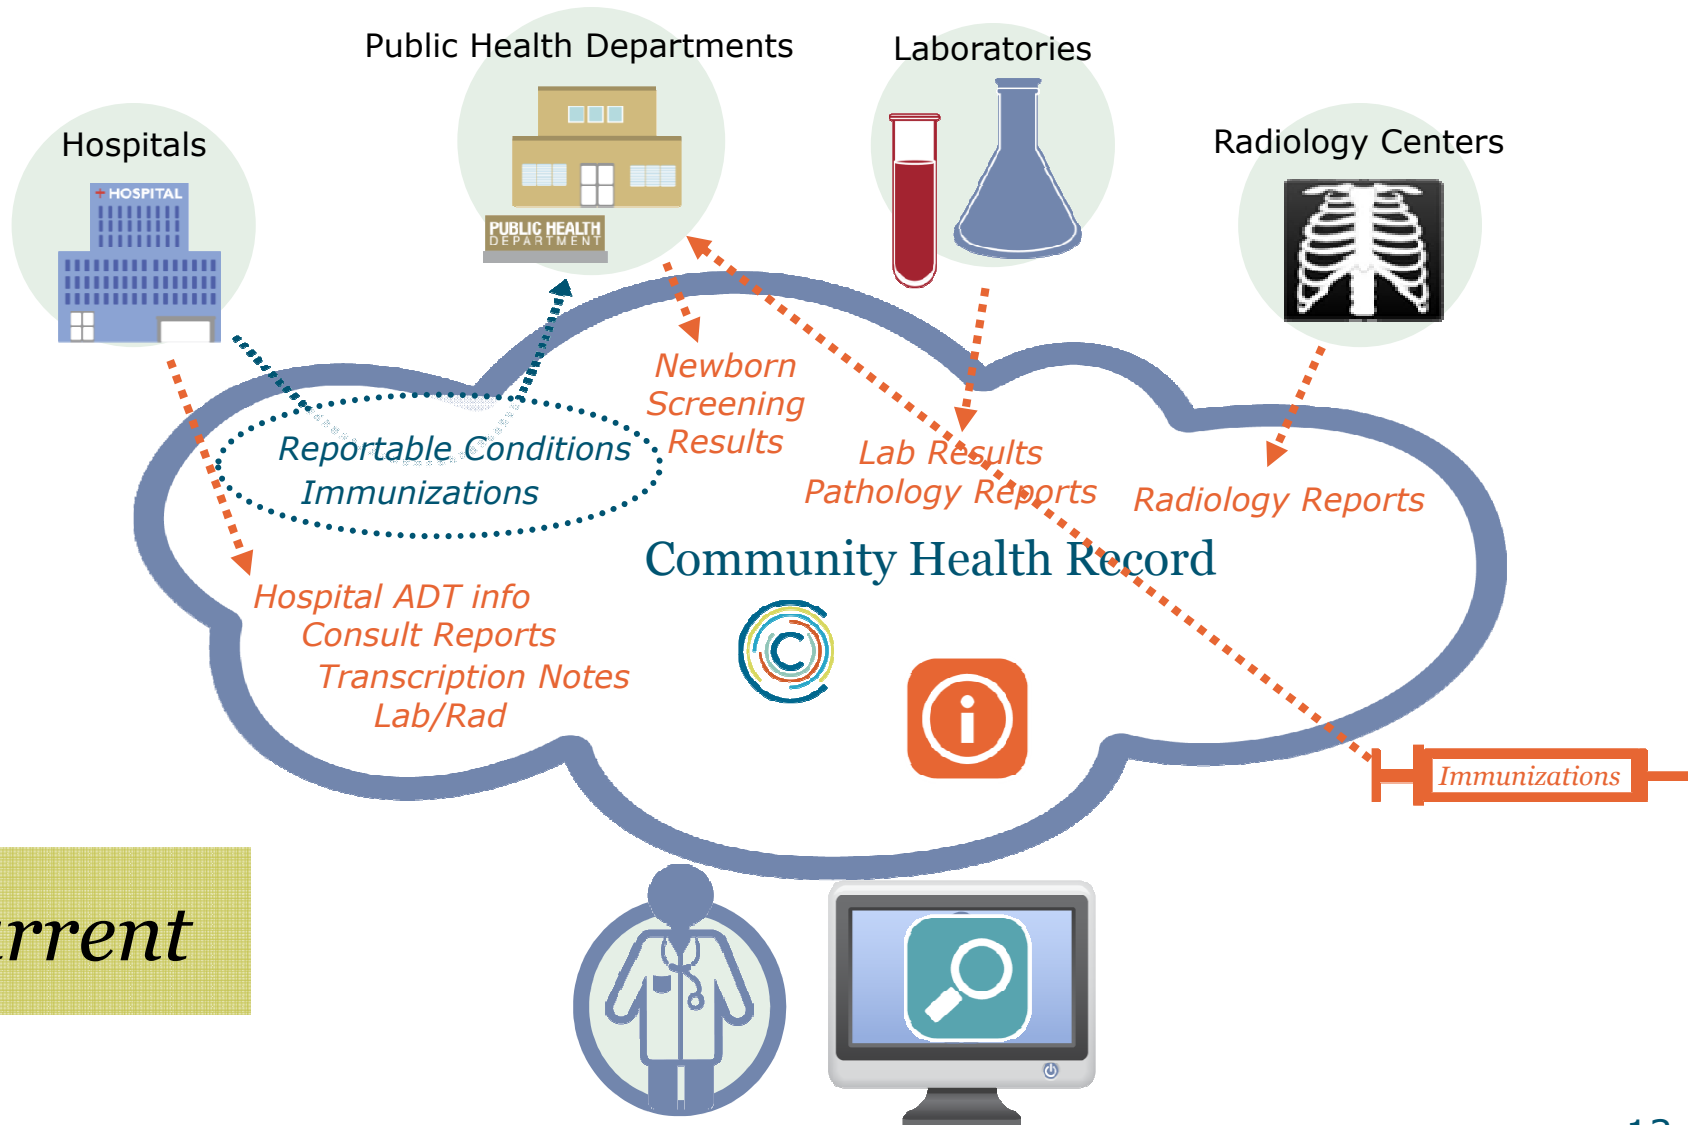 Public Health Departments
Laboratories
Hospitals
Radiology Centers
HOSPITAL
PUBLIC HEALTH
DEPARTMENT
Newborn
Screening
Results
Reportable Conditions
Immunizations
Lab Results
Pathology Reports
Radiology Reports
Community Health Record
Hospital ADT info
Consult Reports
Transcription Notes
Lab/Rad
i
Immunizations
rrent